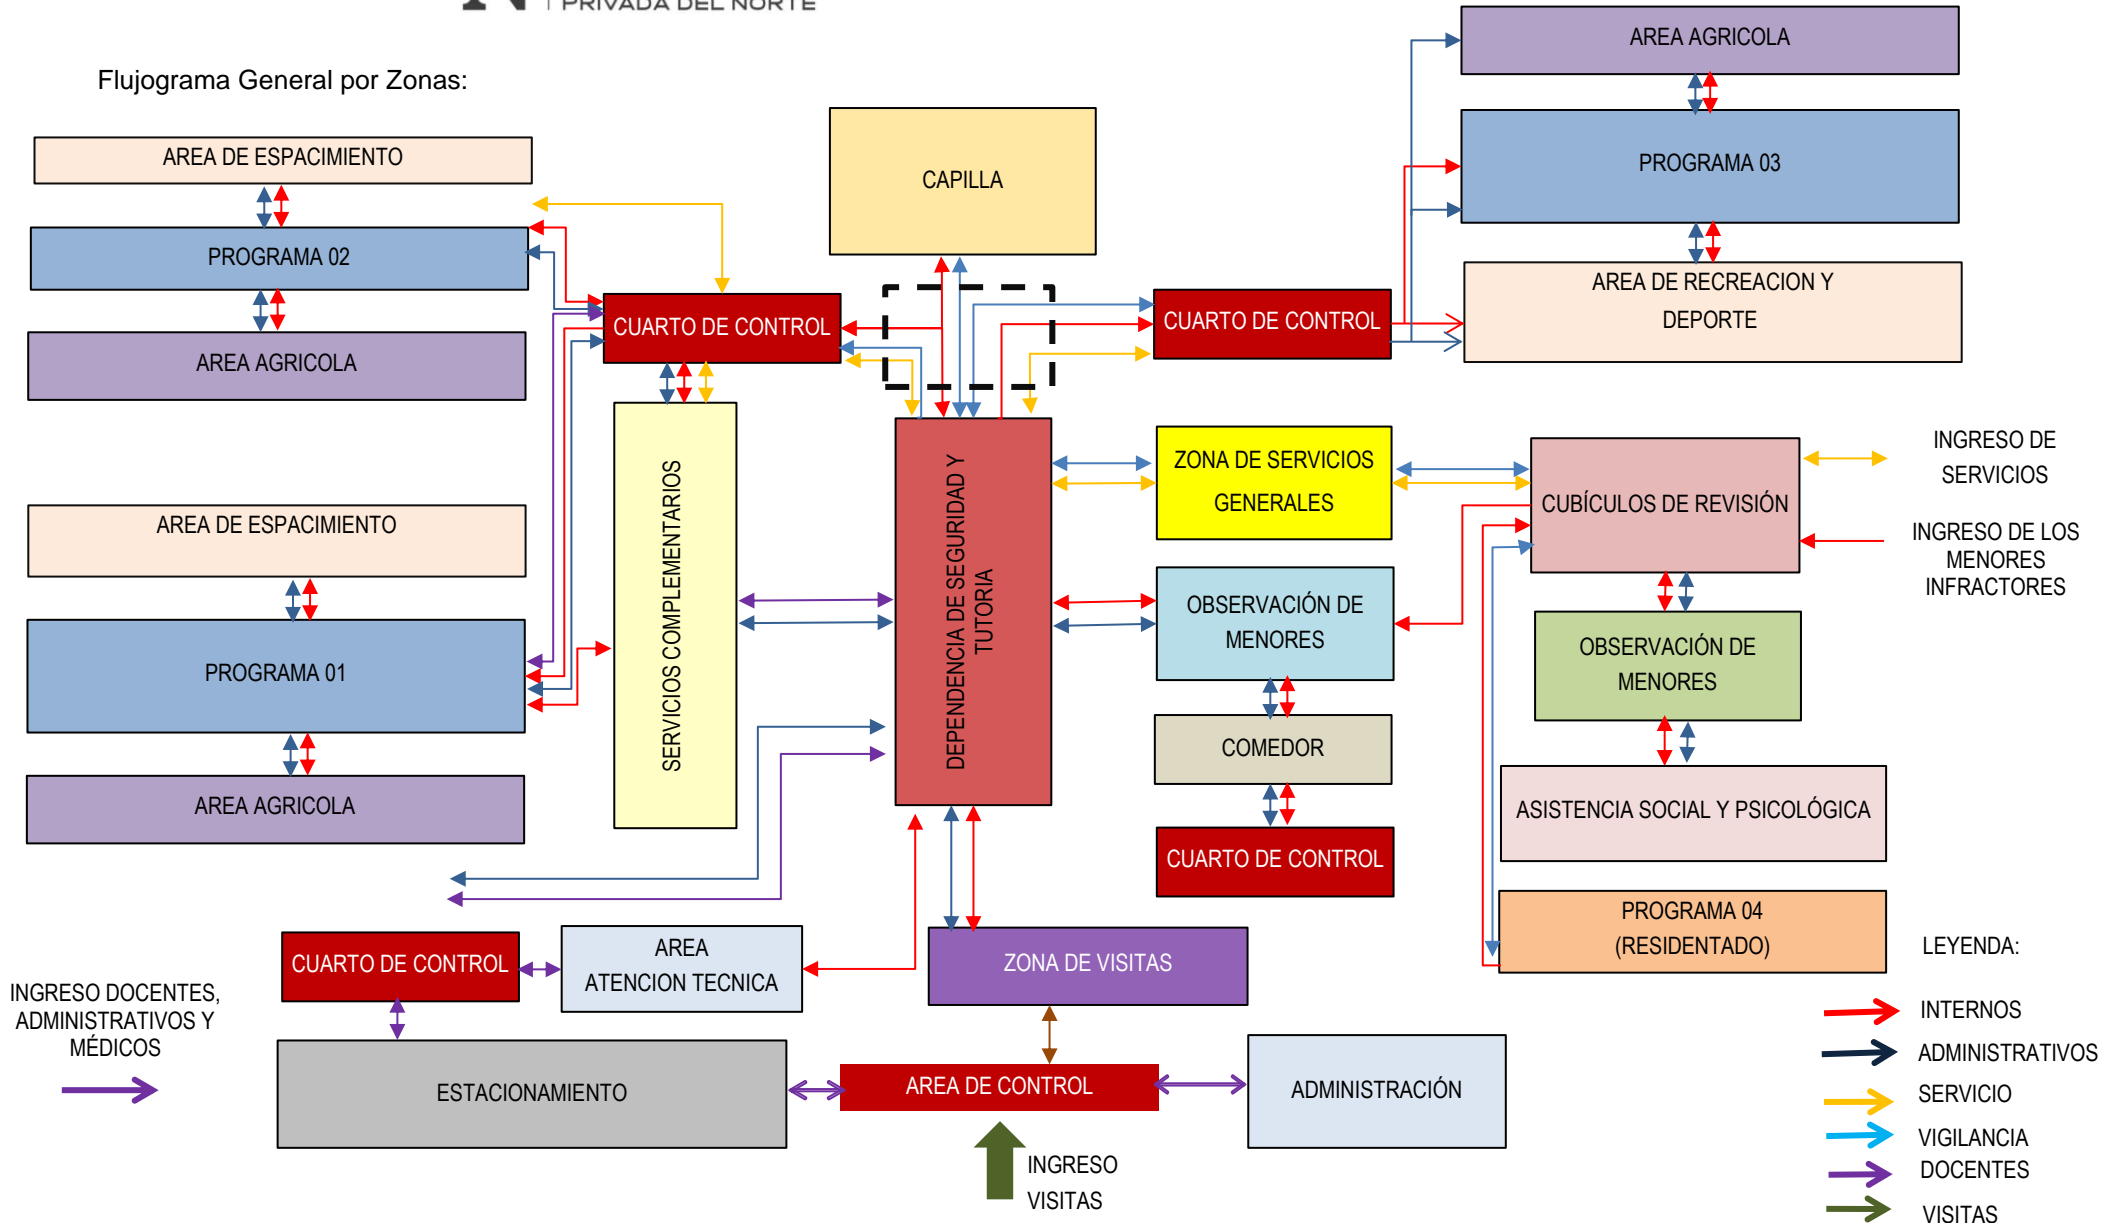 PRIVADA DEL NORTE
Flujograma General por Zonas:
AREA AGRICOLA
AREA DE ESPACIMIENTO
CAPILLA
PROGRAMA 03
PROGRAMA 02
AREA DE RECREACION Y
DEPORTE
CUARTO DE CONTROL
CUARTO DE CONTROL
AREA AGRICOLA
DEPENDENCIA DE SEGURIDAD Y
TUTORIA
SERVICIOS COMPLEMENTARIOS
ZONA DE SERVICIOS
GENERALES
CUBÍCULOS DE REVISIÓN
INGRESO DE
SERVICIOS
AREA DE ESPACIMIENTO
INGRESO DE LOS
MENORES
INFRACTORES
OBSERVACIÓN DE
MENORES
OBSERVACIÓN DE
MENORES
PROGRAMA 01
COMEDOR
AREA AGRICOLA
ASISTENCIA SOCIAL Y PSICOLÓGICA
CUARTO DE CONTROL
PROGRAMA 04
(RESIDENTADO)
CUARTO DE CONTROL
AREA
ATENCION TECNICA
ZONA DE VISITAS
INGRESO DOCENTES,
ADMINISTRATIVOS Y
MÉDICOS
ESTACIONAMIENTO
AREA DE CONTROL
ADMINISTRACIÓN
INGRESO
VISITAS
LEYENDA:
INTERNOS
ADMINISTRATIVOS
SERVICIO
VIGILANCIA
DOCENTES
VISITAS